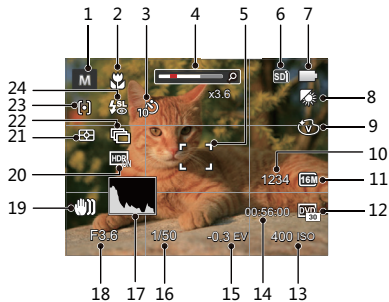 1 2 3 4 5 6 7
M
SD
x3.6
24 SL
10
23
8
22
21
V 9
20 HDR
10
1234 16M 11
19
00:56:00 DVD 30 12
F3.6 1/50 -0.3 EV 400 ISO
18 17 16 15 14 13